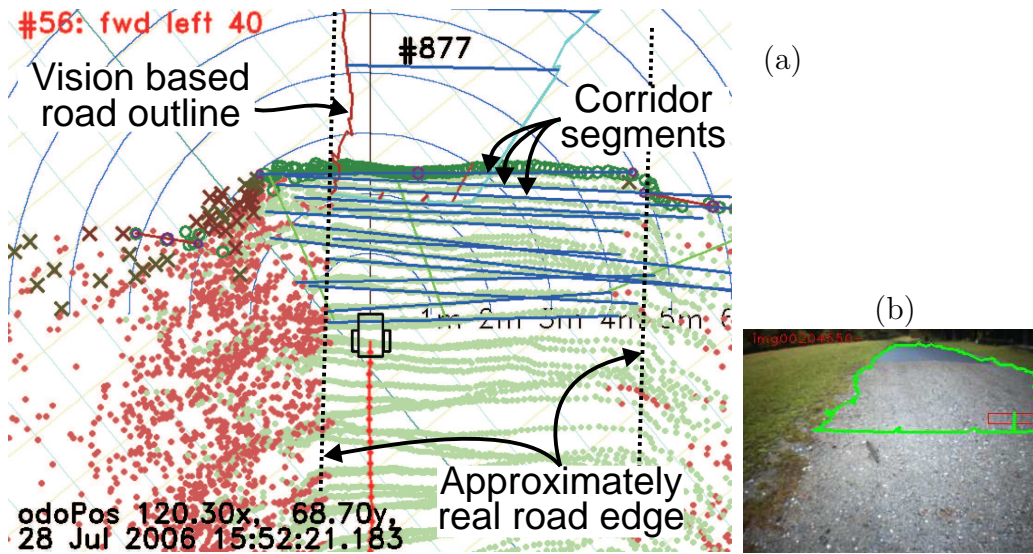 #56: fwd left 40
#877
(a)
Vision based
road outline
Corridor
segments
1m 2m 3m 4m 5m 6
(b)
Approximately
real road edge
odoPos 120.30x, 68.70y,
28 Jul 2006 15:52:21.183